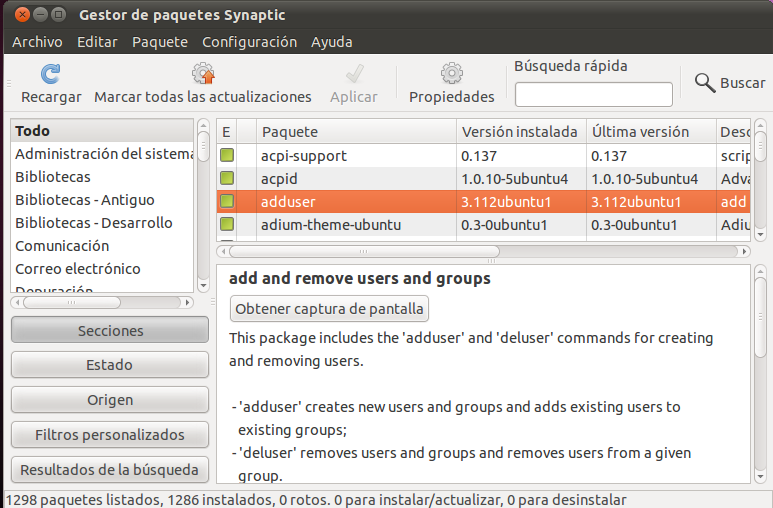 Gestor de paquetes Synaptic
Archivo Editar Paquete Configuración Ayuda
Recargar Marcar todas las actualizaciones Aplicar Propiedades Búsqueda rápida Buscar
Todo
Administración del sistema
Bibliotecas
Bibliotecas - Antiguo
Bibliotecas - Desarrollo
Comunicación
Correo electrónico
Depuración
Secciones
Estado
Origen
Filtros personalizados
Resultados de la búsqueda
E Paquete Versión instalada Última versión Desc
acpi-support 0.137 0.137 scrip
acpid 1.0.10-5ubuntu4 1.0.10-5ubuntu4 Adva
adduser 3.112ubuntu1 3.112ubuntu1 add
adium-theme-ubuntu 0.3-0ubuntu1 0.3-0ubuntu1 Adiu
add and remove users and groups
Obtener captura de pantalla
This package includes the 'adduser' and 'deluser' commands for creating
and removing users.
- 'adduser' creates new users and groups and adds existing users to
existing groups;
- 'deluser' removes users and groups and removes users from a given
group.
1298 paquetes listados, 1286 instalados, 0 rotos. 0 para instalar/actualizar, 0 para desinstalar